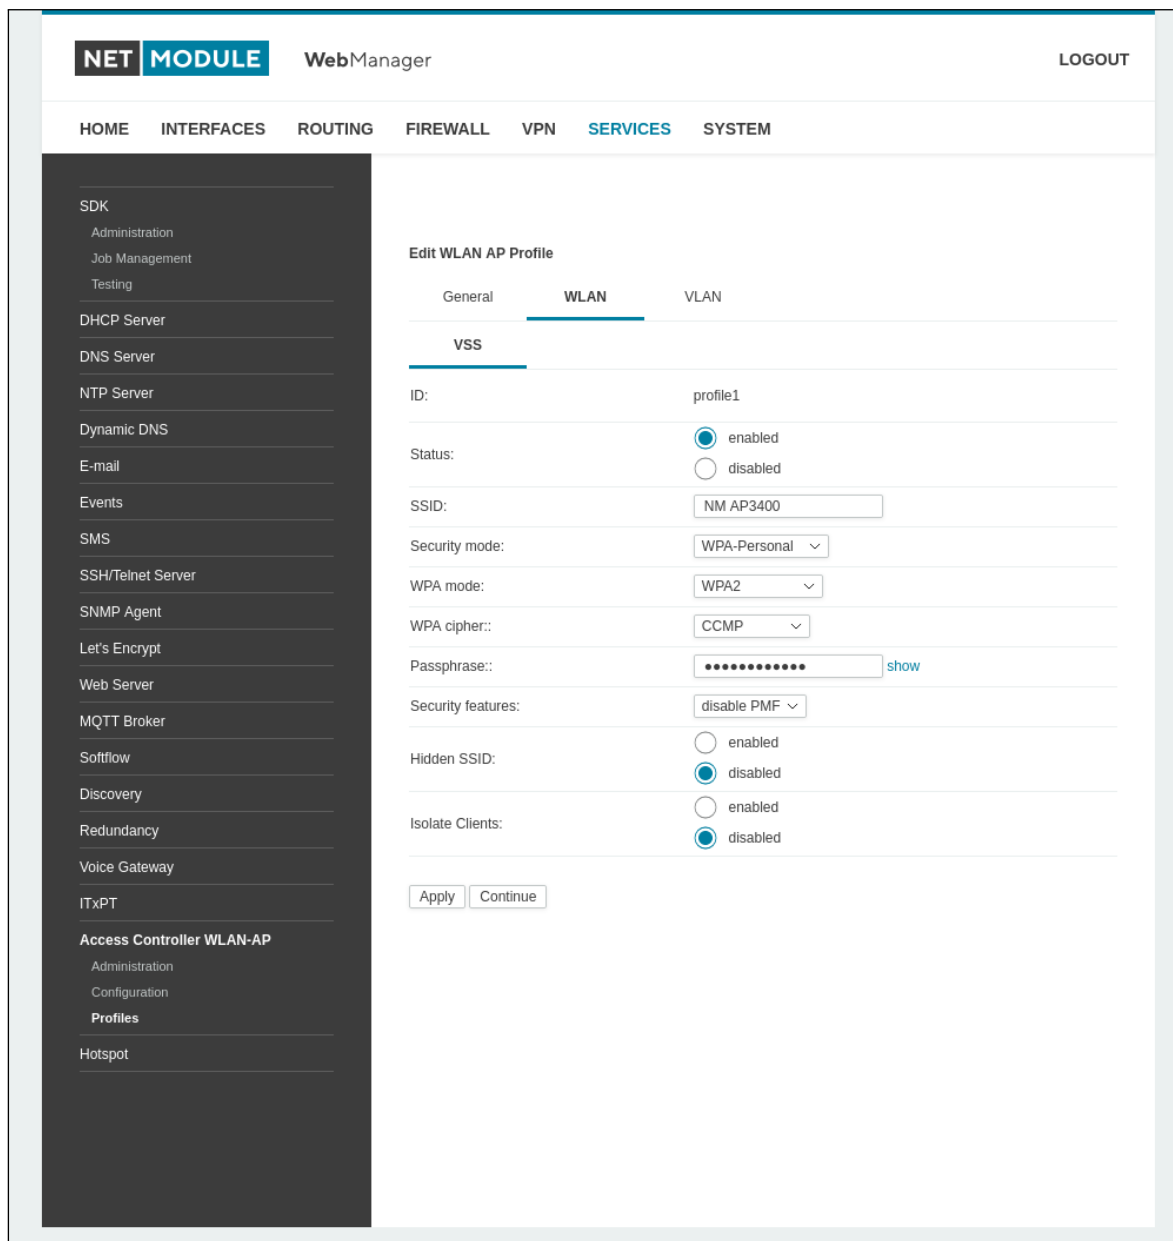 NET MODULE WebManager LOGOUT
HOME INTERFACES ROUTING FIREWALL VPN SERVICES SYSTEM
SDK
Administration
Job Management
Testing
DHCP Server
DNS Server
NTP Server
Dynamic DNS
E-mail
Events
SMS
SSH/Telnet Server
SNMP Agent
Let's Encrypt
Web Server
MQTT Broker
Softflow
Discovery
Redundancy
Voice Gateway
ITxPT
Access Controller WLAN-AP
Administration
Configuration
Profiles
Hotspot
Edit WLAN AP Profile
General WLAN VLAN
VSS
ID: profile1
Status: enabled
disabled
SSID: NM AP3400
Security mode: WPA-Personal
WPA mode: WPA2
WPA cipher:: CCMP
Passphrase:: ●●●●●●●●●●●● show
Security features: disable PMF
Hidden SSID: enabled
disabled
Isolate Clients: enabled
disabled
Apply Continue